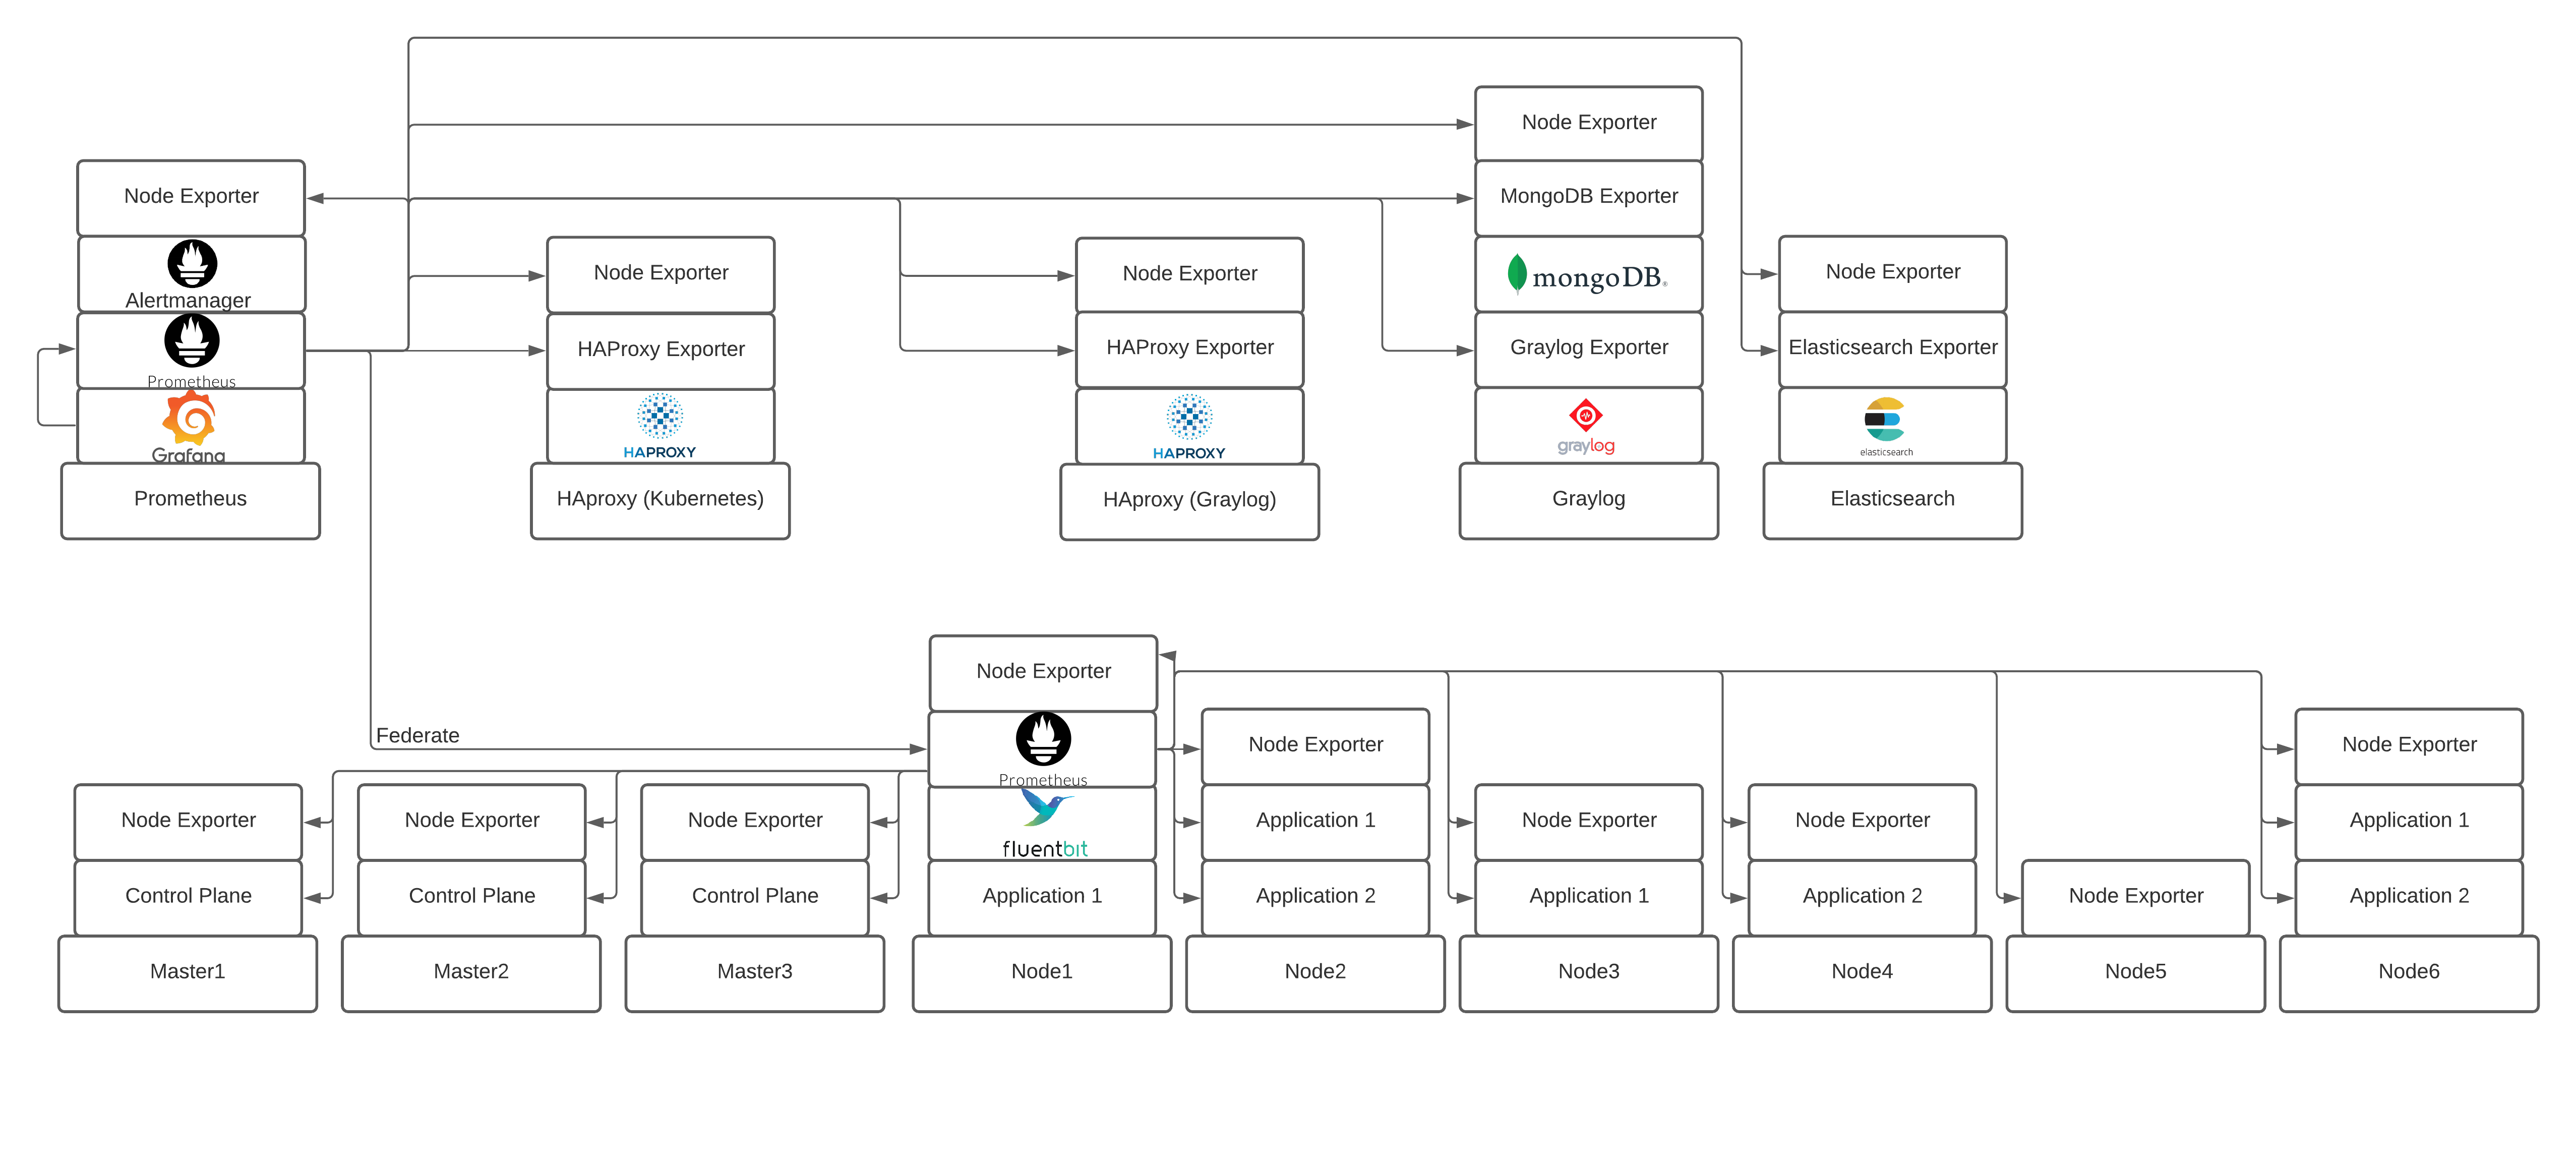 Node Exporter
Alertmanager
Prometheus
Grafana
Prometheus
Node Exporter
HAProxy Exporter
HAPROXY
HAproxy (Kubernetes)
Node Exporter
HAProxy Exporter
HAPROXY
HAproxy (Graylog)
Node Exporter
MongoDB Exporter
mongoDB®
Graylog Exporter
graylog
Graylog
Node Exporter
Elasticsearch Exporter
elasticsearch
Elasticsearch
Federate
Node Exporter
Control Plane
Master1
Node Exporter
Control Plane
Master2
Node Exporter
Control Plane
Master3
Node Exporter
Prometheus
fluentbit
Application 1
Node1
Node Exporter
Application 1
Application 2
Node2
Node Exporter
Application 1
Node3
Node Exporter
Application 2
Node4
Node Exporter
Node5
Node Exporter
Application 1
Application 2
Node6